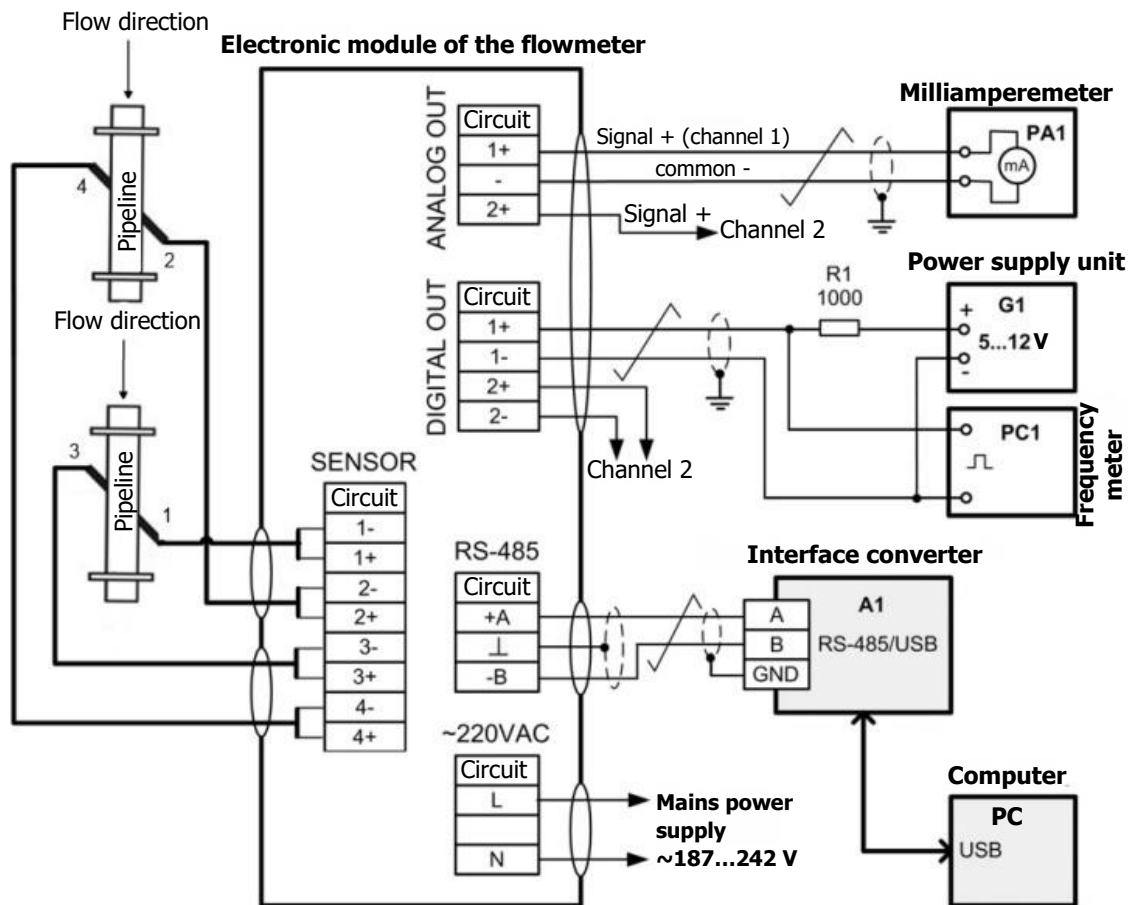 Flow direction
Electronic module of the flowmeter
4
Pipeline
2
Flow direction
3
Pipeline
1
ANALOG OUT
Circuit
1+
-
2+
Signal + (channel 1)
common -
Signal +
Channel 2
Milliamperemeter
PA1
mA
DIGITAL OUT
Circuit
1+
1-
2+
2-
Channel 2
R1
1000
Power supply unit
G1
+
5...12 V
-
PC1
Frequency
meter
SENSOR
Circuit
1-
1+
2-
2+
3-
3+
4-
4+
RS-485
Circuit
+A
⊥
-B
Interface converter
A1
RS-485/USB
A
B
GND
~220VAC
Circuit
L
N
Mains power
supply
~187...242 V
Computer
PC
USB